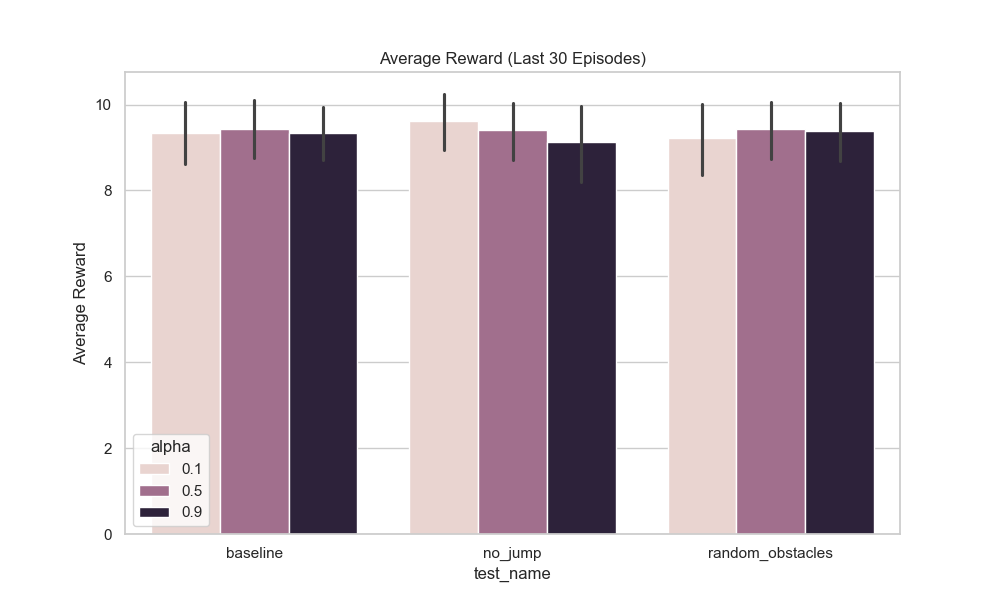 Average Reward (Last 30 Episodes)
Average Reward
10
8
6
4
2
0
alpha
0.1
0.5
0.9
baseline
no_jump
random_obstacles
test_name